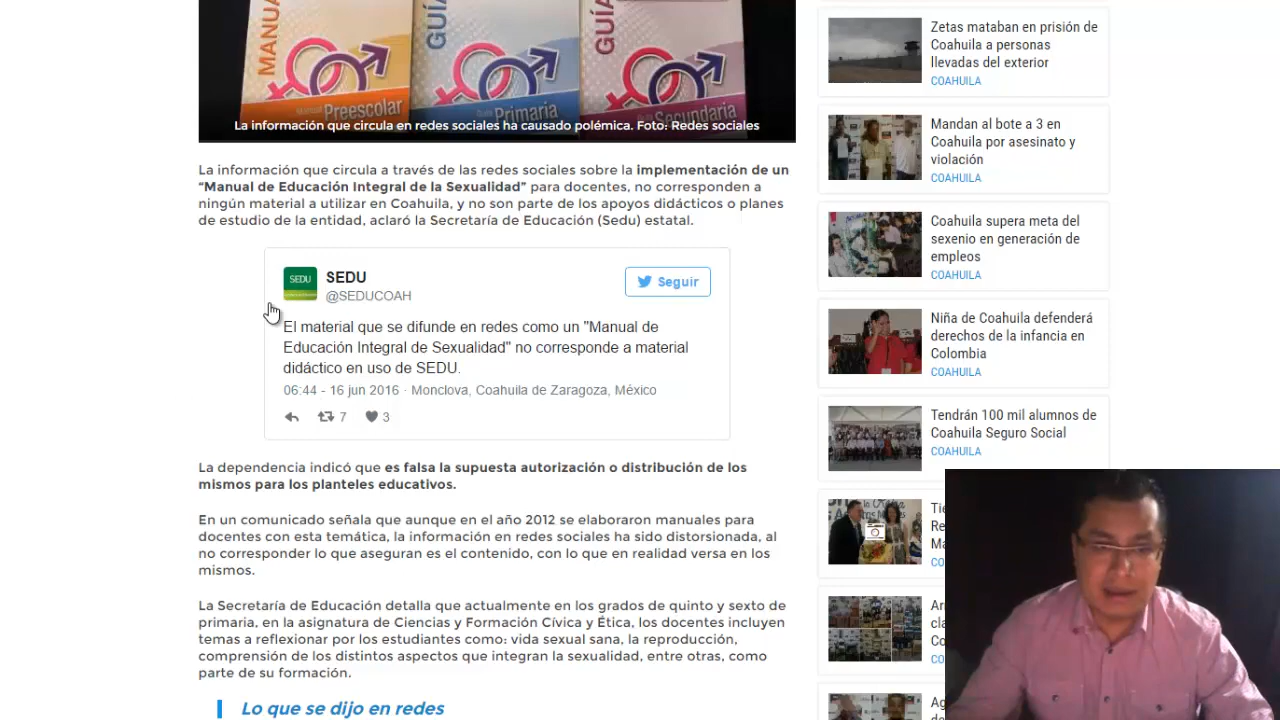 MANUA
GUÍA
GUÍA
Manual Preescolar
Guía Primaria
Guía Secundaria
La información que circula en redes sociales ha causado polémica. Foto: Redes sociales
La información que circula a través de las redes sociales sobre la implementación de un
“Manual de Educación Integral de la Sexualidad” para docentes, no corresponden a
ningún material a utilizar en Coahuila, y no son parte de los apoyos didácticos o planes
de estudio de la entidad, aclaró la Secretaría de Educación (Sedu) estatal.
SEDU
SEDU
@SEDUCOAH
Seguir
El material que se difunde en redes como un "Manual de
Educación Integral de Sexualidad" no corresponde a material
didáctico en uso de SEDU.
06:44 - 16 jun 2016 · Monclova, Coahuila de Zaragoza, México
7 3
La dependencia indicó que es falsa la supuesta autorización o distribución de los
mismos para los planteles educativos.
En un comunicado señala que aunque en el año 2012 se elaboraron manuales para
docentes con esta temática, la información en redes sociales ha sido distorsionada, al
no corresponder lo que aseguran es el contenido, con lo que en realidad versa en los
mismos.
La Secretaría de Educación detalla que actualmente en los grados de quinto y sexto de
primaria, en la asignatura de Ciencias y Formación Cívica y Ética, los docentes incluyen
temas a reflexionar por los estudiantes como: vida sexual sana, la reproducción,
comprensión de los distintos aspectos que integran la sexualidad, entre otras, como
parte de su formación.
Lo que se dijo en redes
Zetas mataban en prisión de
Coahuila a personas
llevadas del exterior
COAHUILA
Mandan al bote a 3 en
Coahuila por asesinato y
violación
COAHUILA
Coahuila supera meta del
sexenio en generación de
empleos
COAHUILA
Niña de Coahuila defenderá
derechos de la infancia en
Colombia
COAHUILA
Tendrán 100 mil alumnos de
Coahuila Seguro Social
COAHUILA
Tie
Re
Ma
CO
Ar
cla
Co
CO
Ag
de